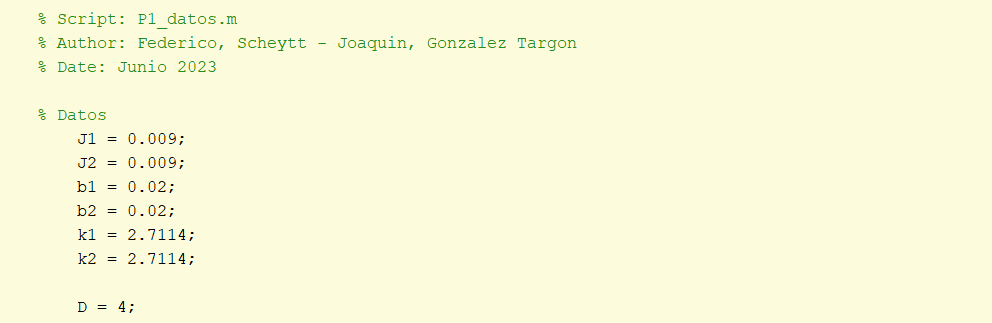 % Script: P1_datos.m
% Author: Federico, Scheytt - Joaquin, Gonzalez Targon
% Date: Junio 2023
% Datos
J1 = 0.009;
J2 = 0.009;
b1 = 0.02;
b2 = 0.02;
k1 = 2.7114;
k2 = 2.7114;
D = 4;